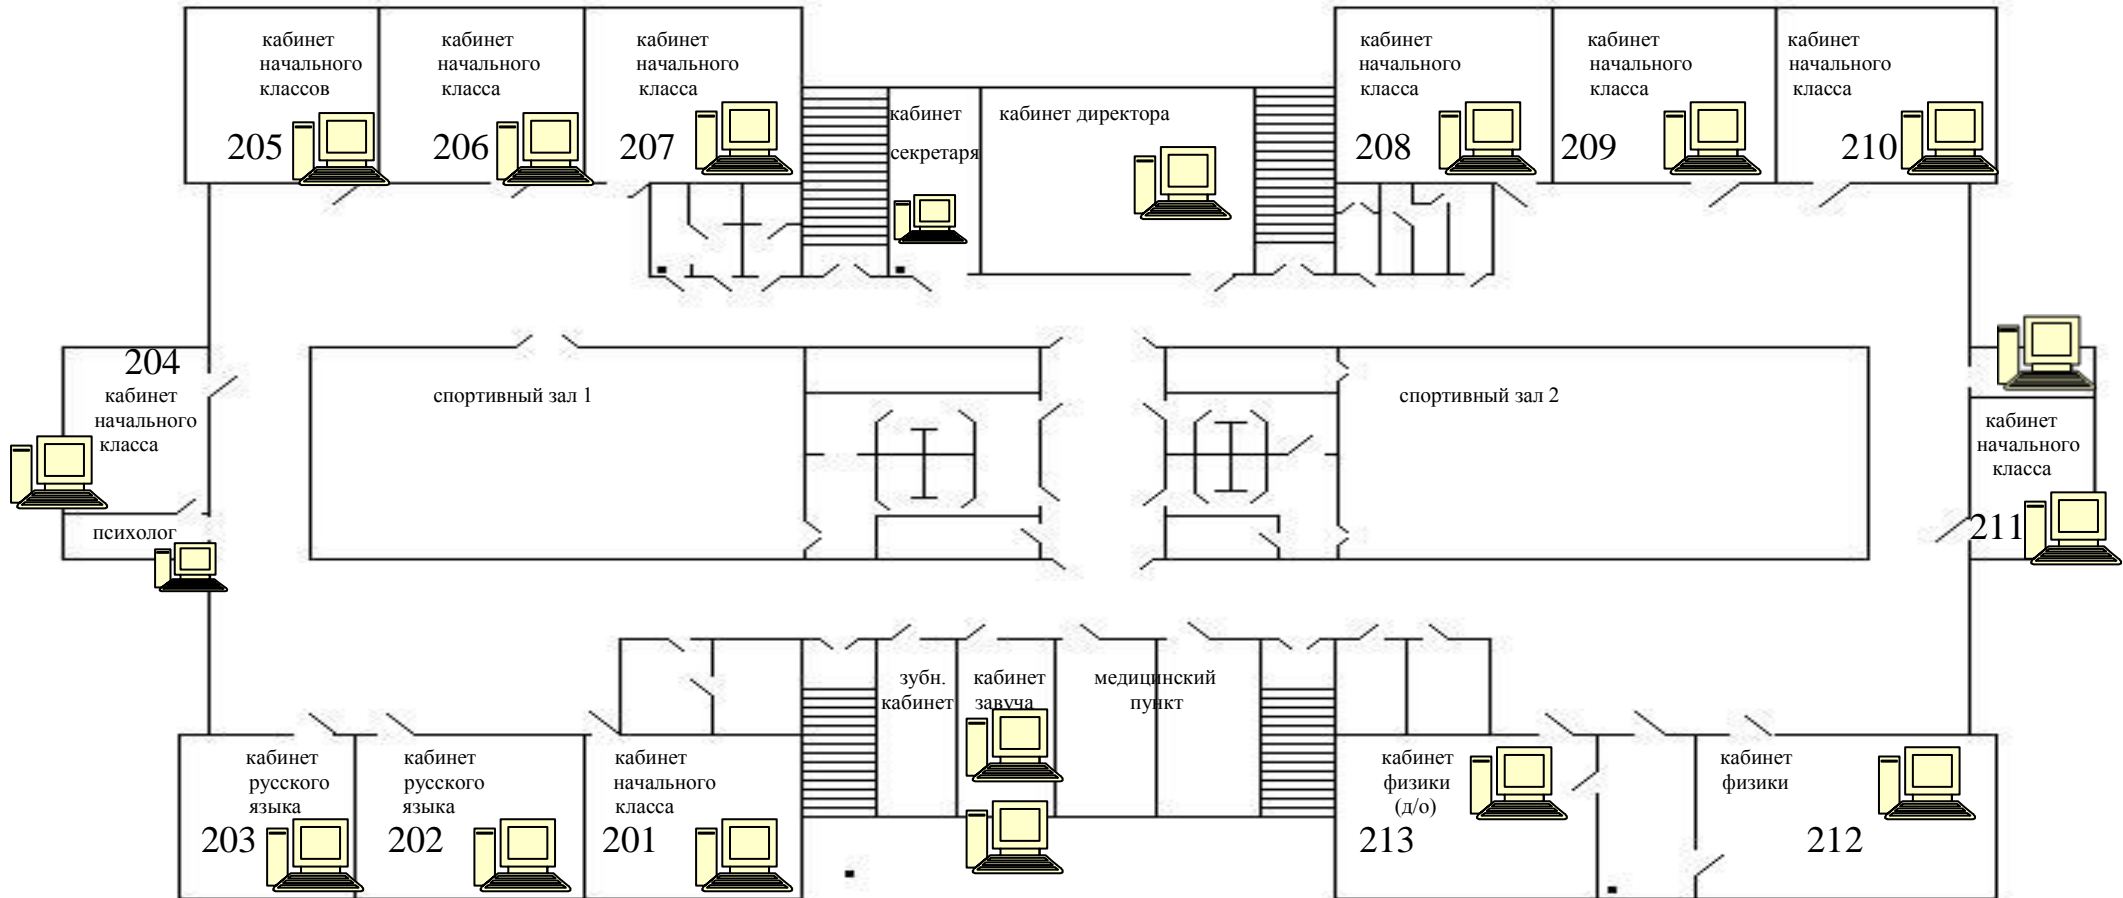 кабинет
начального
классов
205
кабинет
начального
класса
206
кабинет
начального
класса
207
кабинет
секретаря
кабинет директора
кабинет
начального
класса
208
кабинет
начального
класса
209
кабинет
начального
класса
210
204
кабинет
начального
класса
психолог
спортивный зал 1
спортивный зал 2
кабинет
начального
класса
211
кабинет
русского
языка
203
кабинет
русского
языка
202
кабинет
начального
класса
201
зубн.
кабинет
кабинет
завуча
медицинский
пункт
кабинет
физики
(д/о)
213
кабинет
физики
212